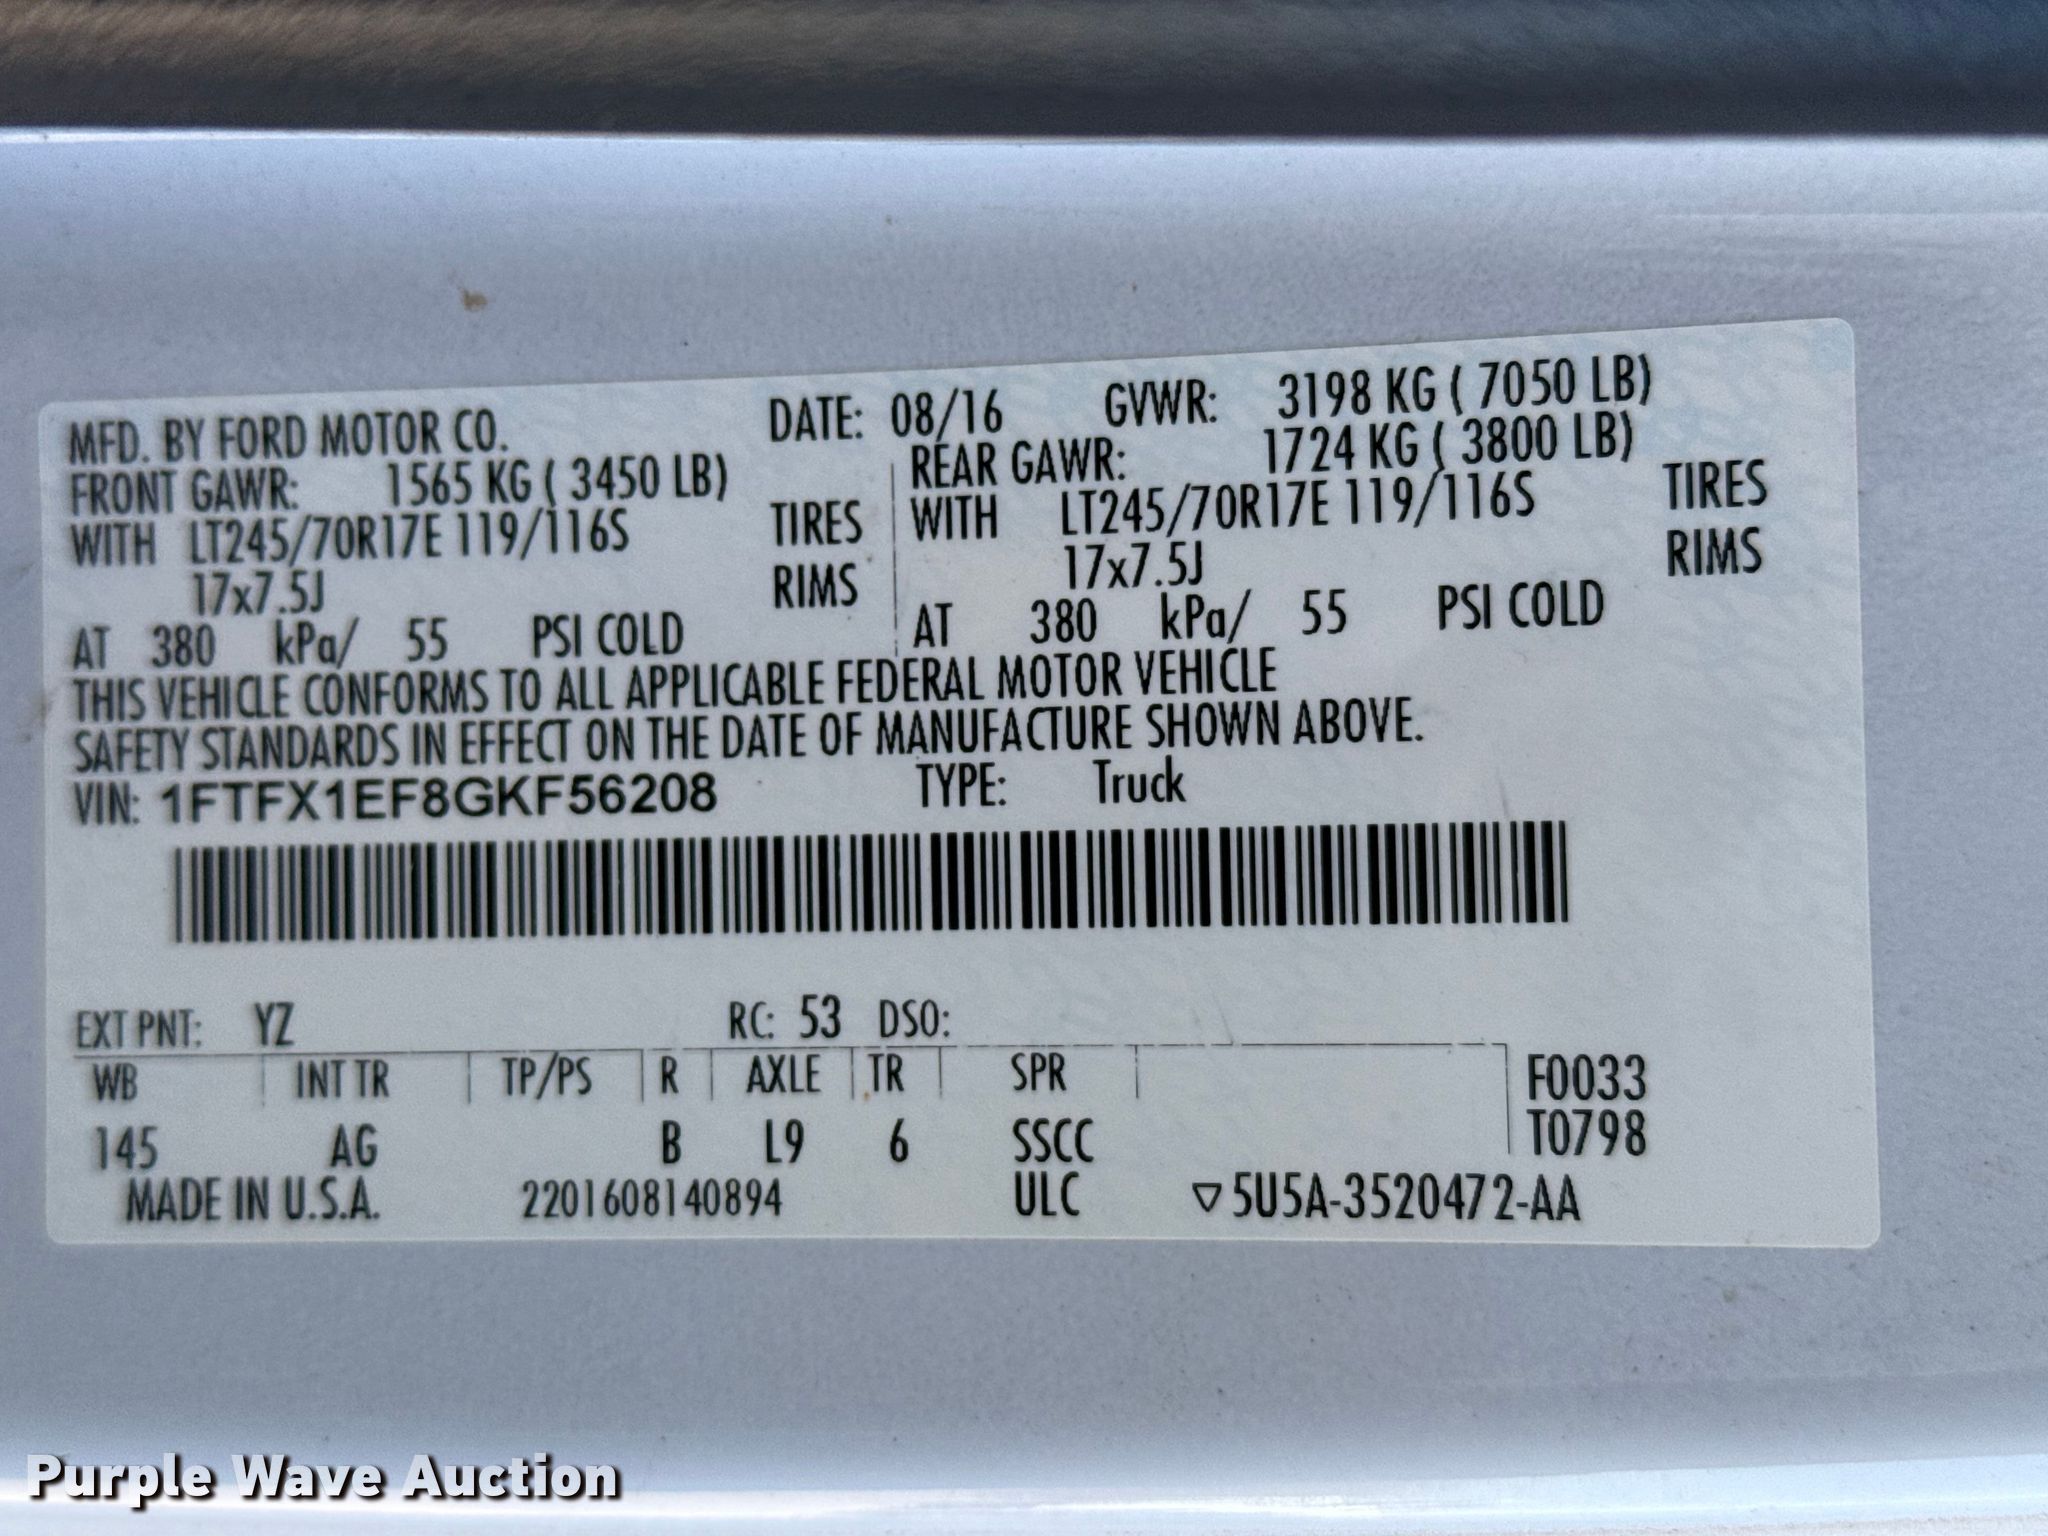 MFD. BY FORD MOTOR CO. DATE: 08/16 GVWR: 3198 KG ( 7050 LB)
FRONT GAWR: 1565 KG ( 3450 LB) REAR GAWR: 1724 KG ( 3800 LB)
WITH LT245/70R17E 119/116S TIRES WITH LT245/70R17E 119/116S TIRES
17x7.5J RIMS 17x7.5J RIMS
AT 380 kPa/ 55 PSI COLD AT 380 kPa/ 55 PSI COLD
THIS VEHICLE CONFORMS TO ALL APPLICABLE FEDERAL MOTOR VEHICLE
SAFETY STANDARDS IN EFFECT ON THE DATE OF MANUFACTURE SHOWN ABOVE.
VIN: 1FTFX1EF8GKF56208 TYPE: Truck
EXT PNT: YZ RC: 53 DSO:
WB INT TR TP/PS R AXLE TR SPR F0033
145 AG B L9 6 SSCC T0798
MADE IN U.S.A. 2201608140894 ULC ▽5U5A-3520472-AA
Purple Wave Auction